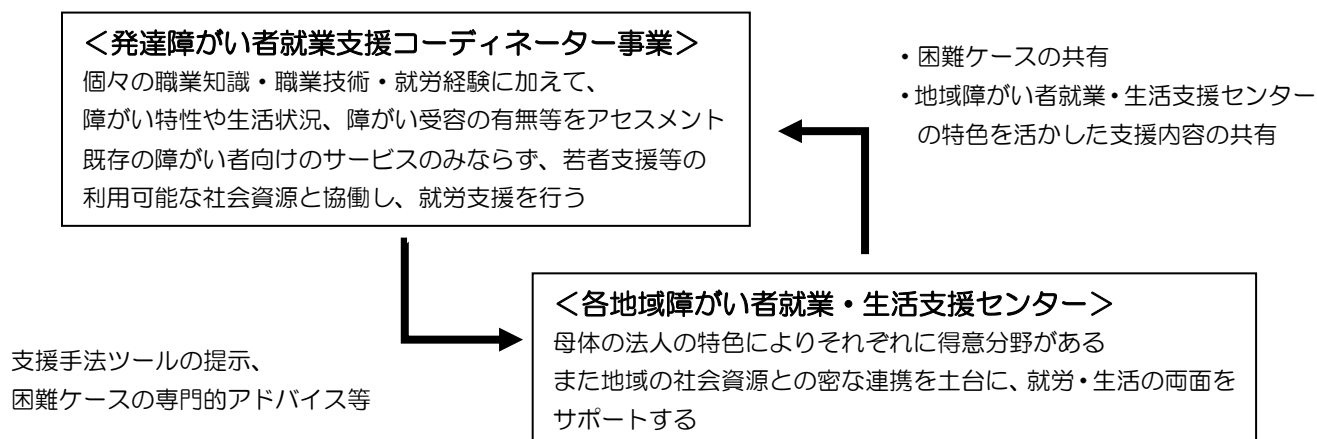 ＜発達障がい者就業支援コーディネーター事業＞
個々の職業知識・職業技術・就労経験に加えて、
障がい特性や生活状況、障がい受容の有無等をアセスメント
既存の障がい者向けのサービスのみならず、若者支援等の
利用可能な社会資源と協働し、就労支援を行う
・困難ケースの共有
・地域障がい者就業・生活支援センター
の特色を活かした支援内容の共有
支援手法ツールの提示、
困難ケースの専門的アドバイス等
＜各地域障がい者就業・生活支援センター＞
母体の法人の特色によりそれぞれに得意分野がある
また地域の社会資源との密な連携を土台に、就労・生活の両面を
サポートする